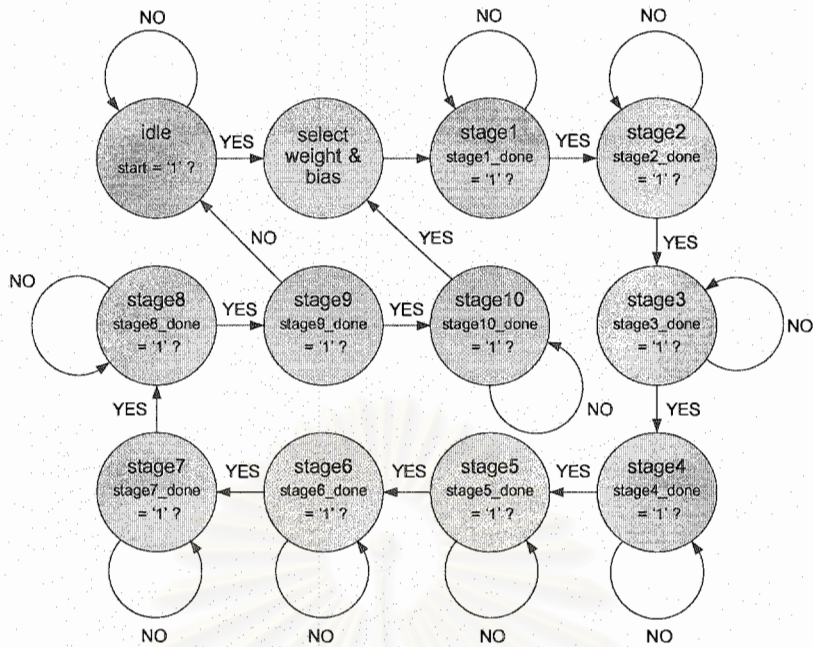 NO
NO
NO
idle
start = '1' ?
YES
select
weight &
bias
stage1
stage1_done
= '1' ?
YES
stage2
stage2_done
= '1' ?
NO
YES
YES
NO
stage8
stage8_done
= '1' ?
YES
stage9
stage9_done
= '1' ?
YES
stage10
stage10_done
= '1' ?
NO
stage3
stage3_done
= '1' ?
NO
YES
YES
stage7
stage7_done
= '1' ?
YES
stage6
stage6_done
= '1' ?
YES
stage5
stage5_done
= '1' ?
YES
stage4
stage4_done
= '1' ?
NO
NO
NO
NO